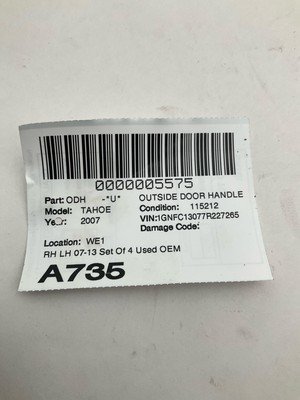 0000005575
Part: ODH -*U* OUTSIDE DOOR HANDLE
Model: TAHOE Condition: 115212
Year: 2007 VIN:1GNFC13077R227265
Damage Code:
Location: WE1
RH LH 07-13 Set Of 4 Used OEM
A735